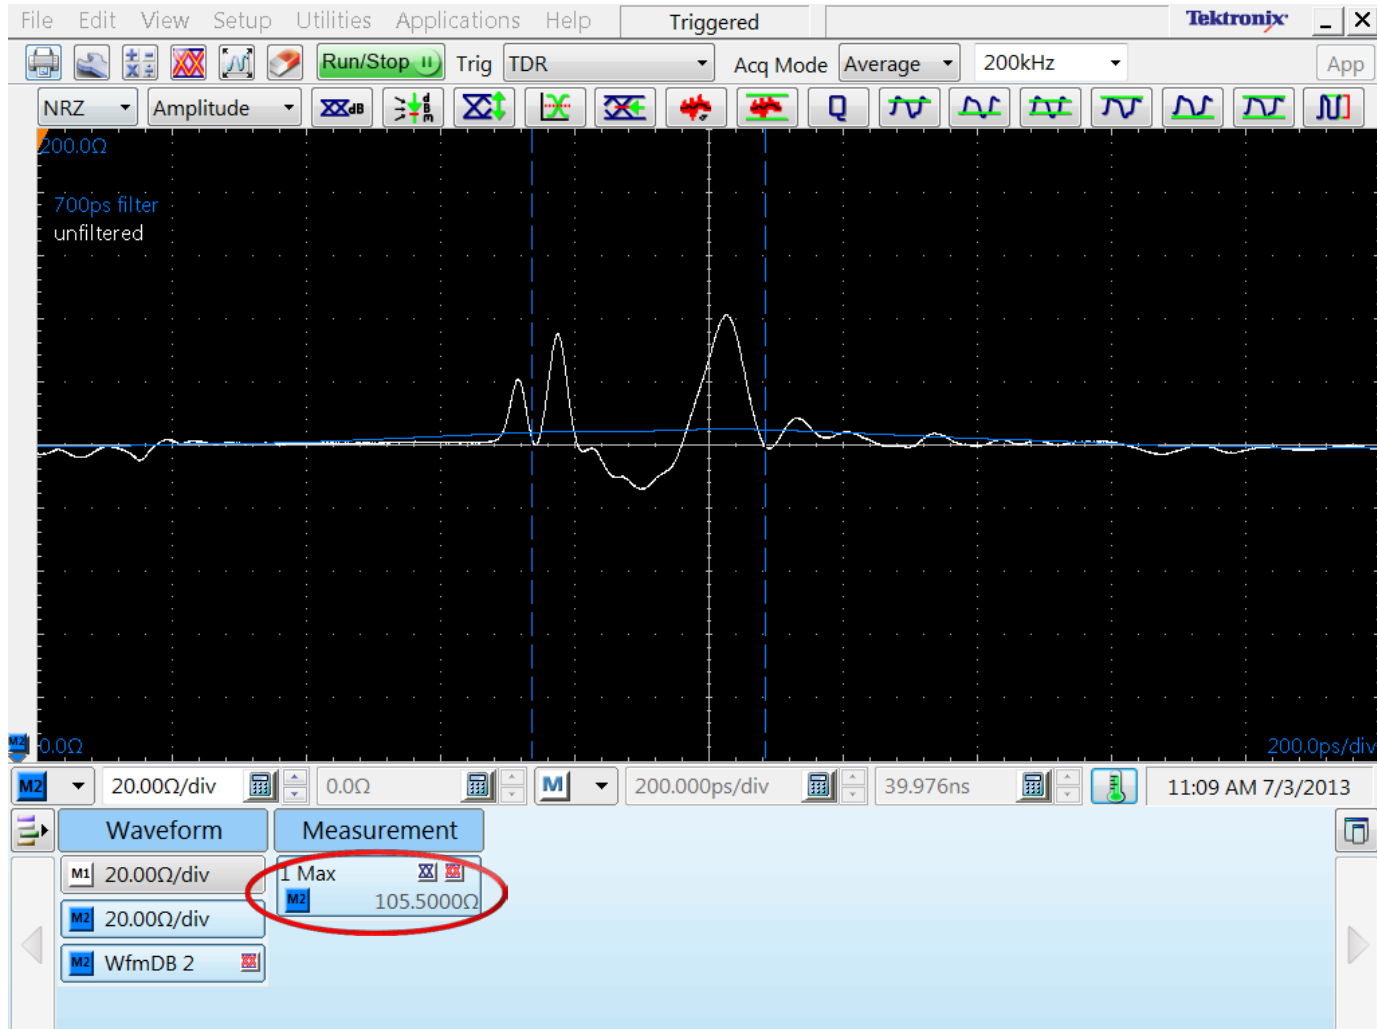 File Edit View Setup Utilities Applications Help Triggered Tektronix
Run/Stop Trig TDR Acq Mode Average 200kHz App
NRZ Amplitude dB dBm Q
200.0Ω
700ps filter
unfiltered
M2 0.0Ω 200.0ps/div
M2 20.00Ω/div 0.0Ω M 200.000ps/div 39.976ns 11:09 AM 7/3/2013
Waveform Measurement
M1 20.00Ω/div 1 Max
M2 105.5000Ω
M2 20.00Ω/div
M2 WfmDB 2